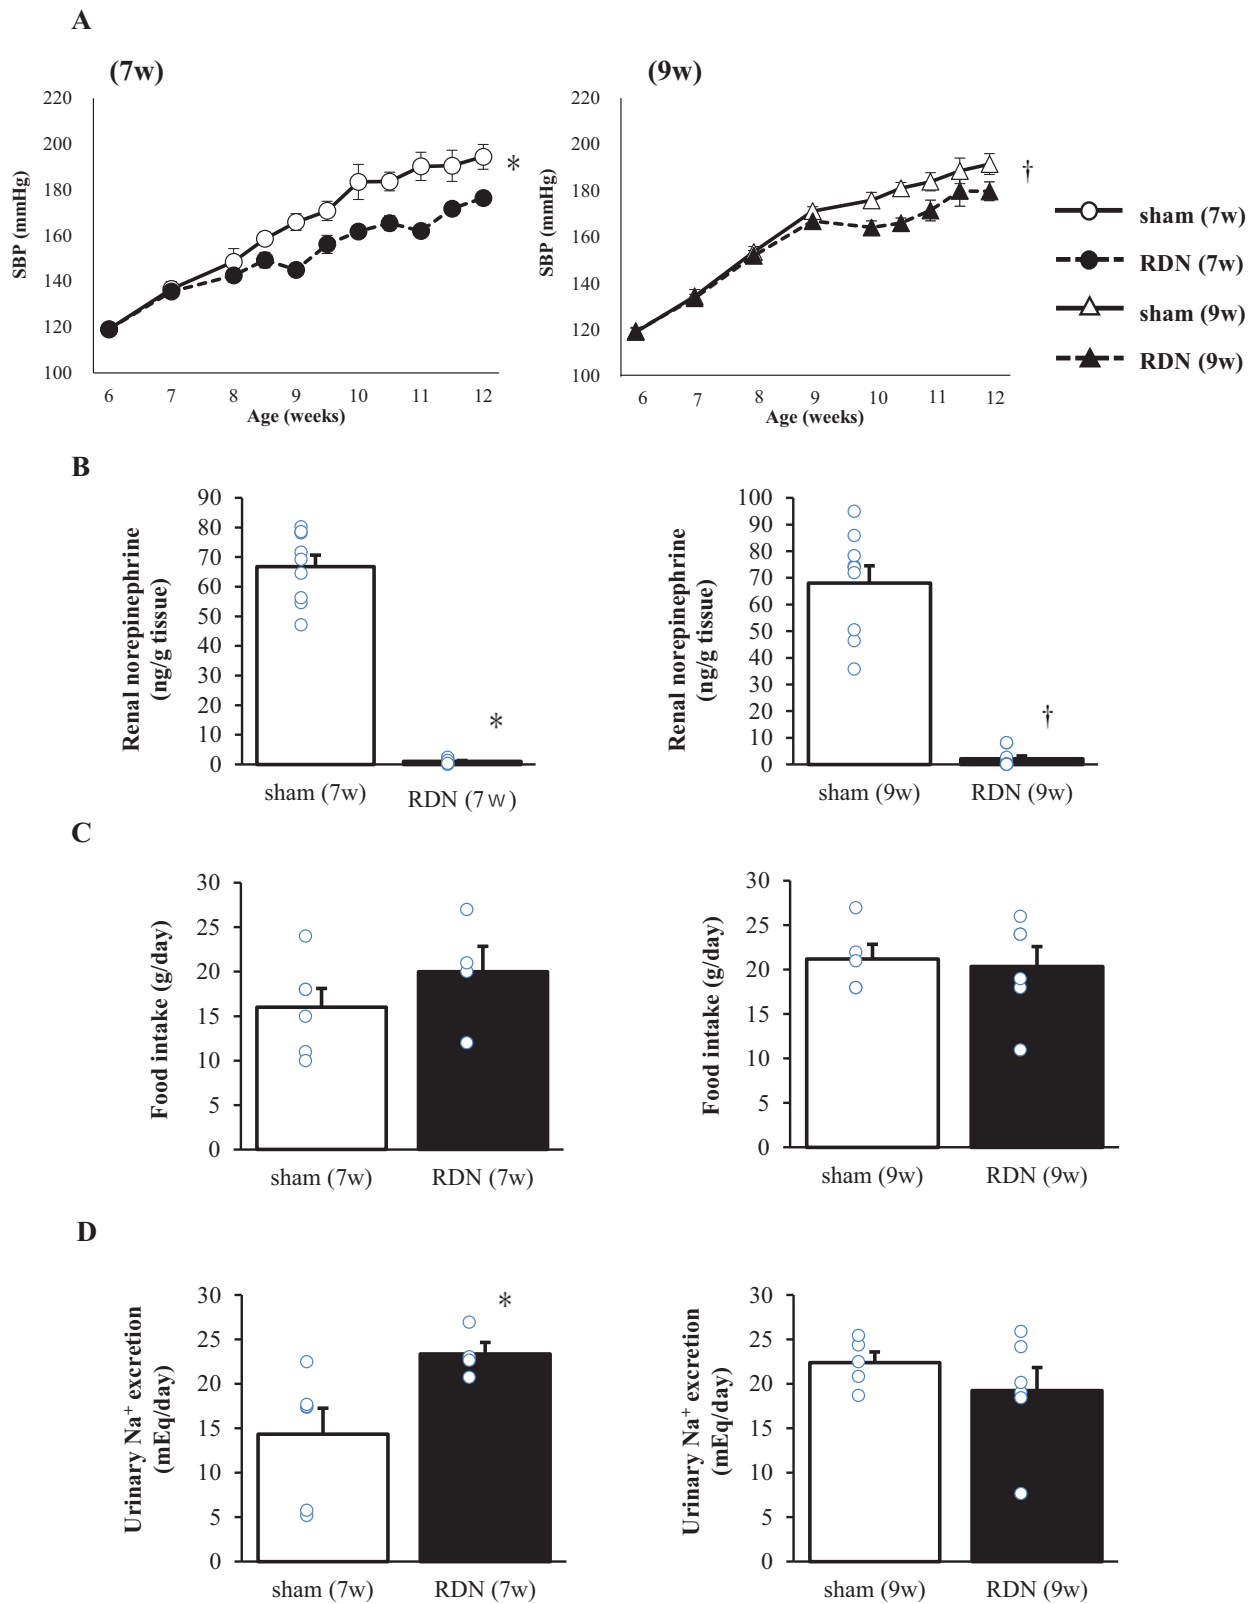 A
(7w)
220
200
180
160
140
120
100
SBP (mmHg)
6 7 8 9 10 11 12
Age (weeks)
*
(9w)
220
200
180
160
140
120
100
SBP (mmHg)
6 7 8 9 10 11 12
Age (weeks)
†
sham (7w)
RDN (7w)
sham (9w)
RDN (9w)
B
Renal norepinephrine
(ng/g tissue)
90
80
70
60
50
40
30
20
10
0
*
sham (7w) RDN (7w)
Renal norepinephrine
(ng/g tissue)
100
90
80
70
60
50
40
30
20
10
0
†
sham (9w) RDN (9w)
C
Food intake (g/day)
30
25
20
15
10
5
0
sham (7w) RDN (7w)
Food intake (g/day)
30
25
20
15
10
5
0
sham (9w) RDN (9w)
D
Urinary Na⁺ excretion
(mEq/day)
30
25
20
15
10
5
0
*
sham (7w) RDN (7w)
Urinary Na⁺ excretion
(mEq/day)
30
25
20
15
10
5
0
sham (9w) RDN (9w)